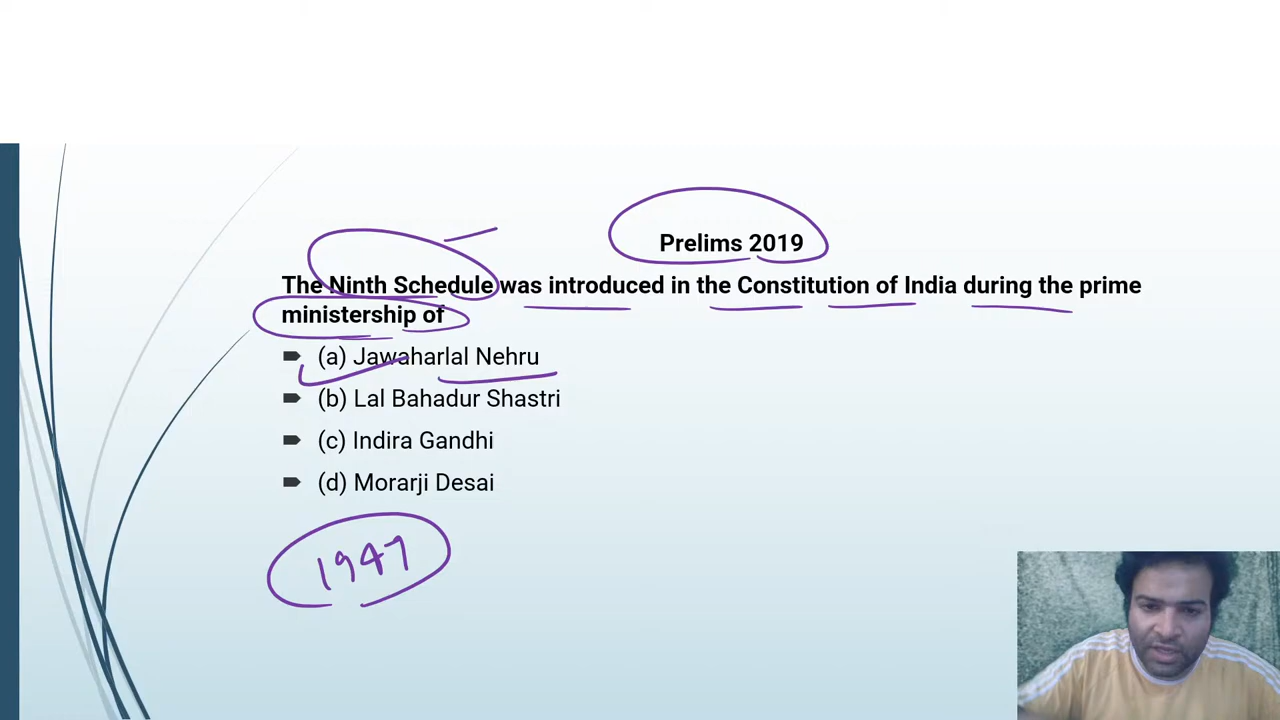 Prelims 2019
The Ninth Schedule was introduced in the Constitution of India during the prime
ministership of
(a) Jawaharlal Nehru
(b) Lal Bahadur Shastri
(c) Indira Gandhi
(d) Morarji Desai
1947